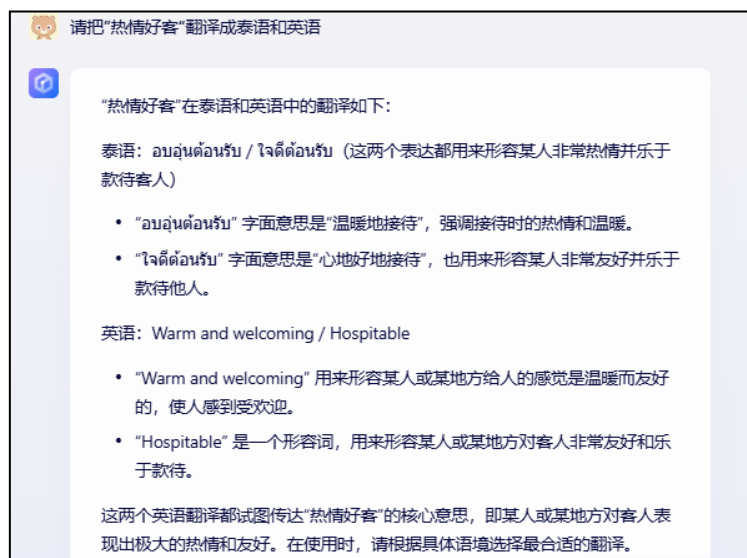 请把“热情好客“翻译成泰语和英语
“热情好客”在泰语和英语中的翻译如下：
泰语：อบอุ่นต้อนรับ / ใจดีต้อนรับ（这两个表达都用来形容某人非常热情并乐于
款待客人）
• “อบอุ่นต้อนรับ” 字面意思是“温暖地接待”，强调接待时的热情和温暖。
• “ใจดีต้อนรับ” 字面意思是“心地好地接待”，也用来形容某人非常友好并乐于
款待他人。
英语：Warm and welcoming / Hospitable
• “Warm and welcoming” 用来形容某人或某地方给人的感觉是温暖而友好
的，使人感到受欢迎。
• “Hospitable” 是一个形容词，用来形容某人或某地方对客人非常友好和乐
于款待。
这两个英语翻译都试图传达“热情好客”的核心意思，即某人或某地方对客人表
现出极大的热情和友好。在使用时，请根据具体语境选择最合适的翻译。